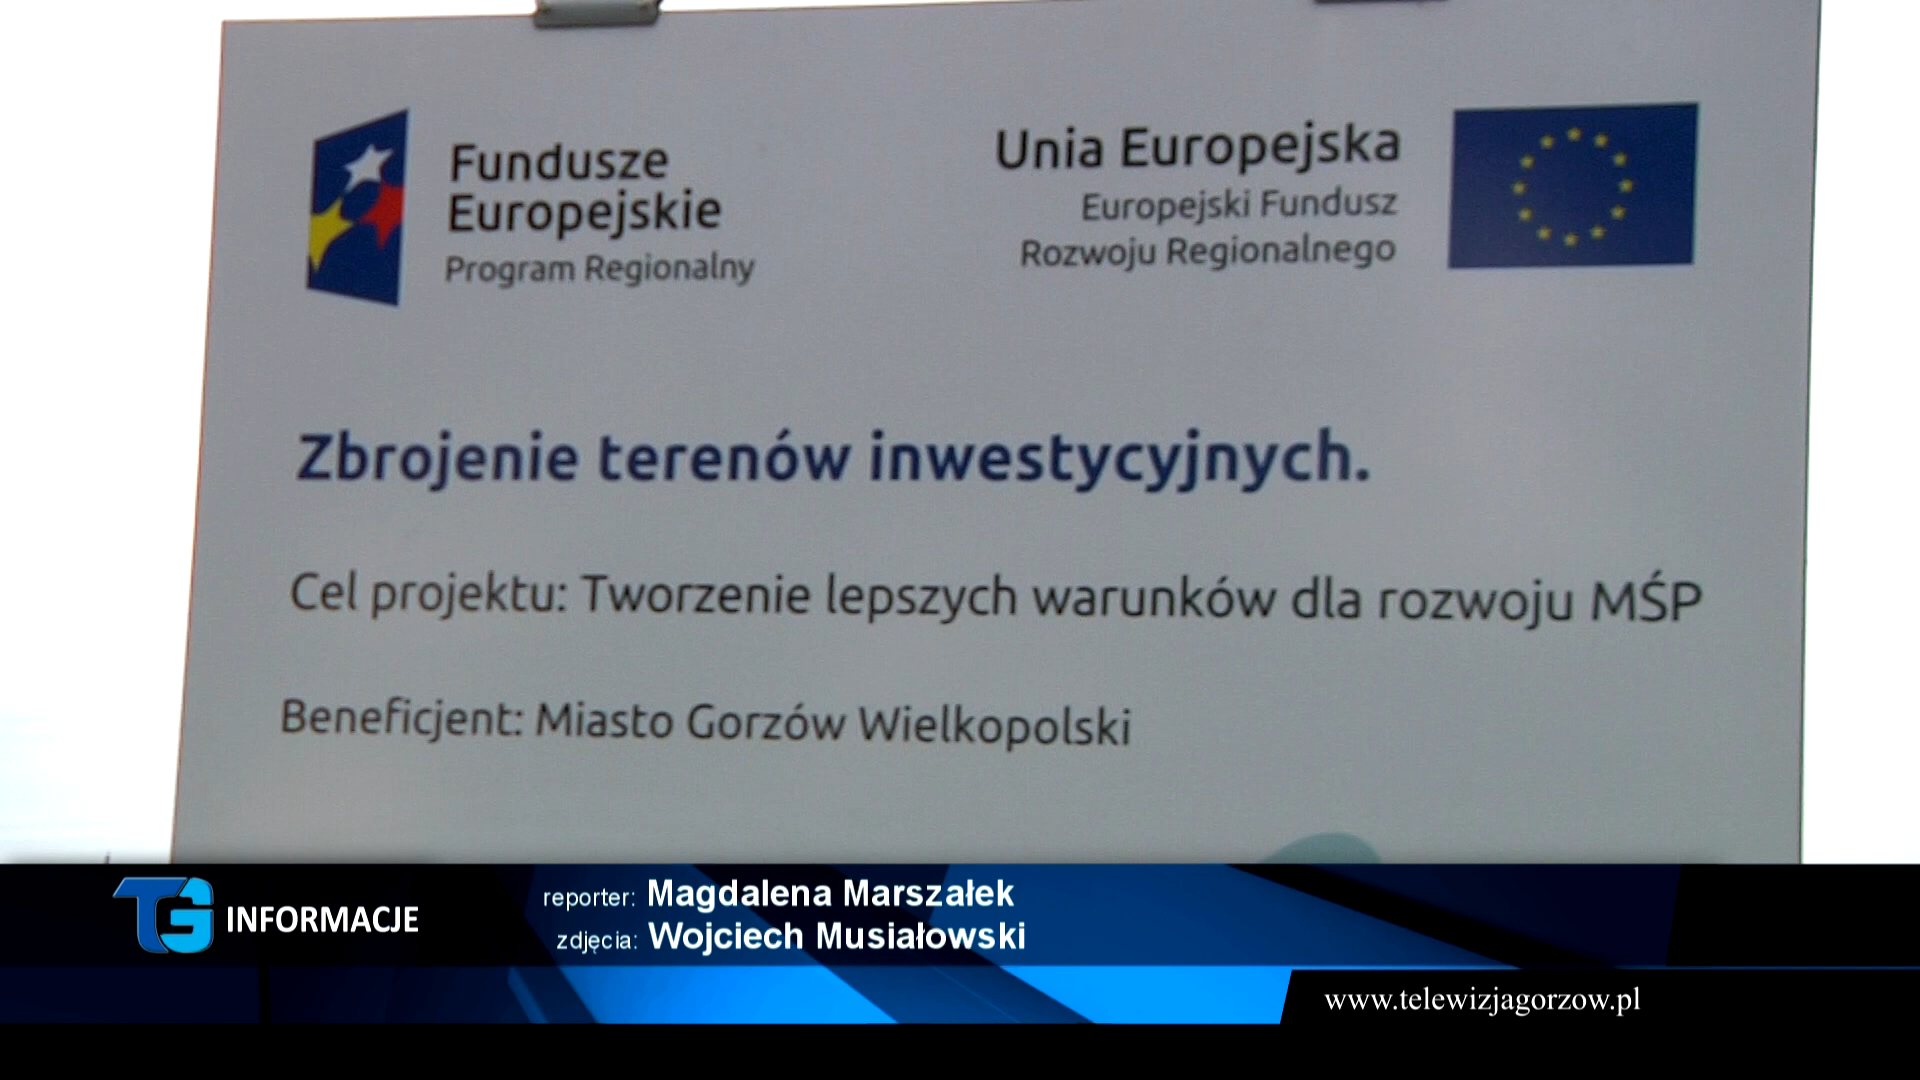 Fundusze
Europejskie
Program Regionalny
Unia Europejska
Europejski Fundusz
Rozwoju Regionalnego
Zbrojenie terenów inwestycyjnych.
Cel projektu: Tworzenie lepszych warunków dla rozwoju MŚP
Beneficjent: Miasto Gorzów Wielkopolski
TG INFORMACJE
reporter: Magdalena Marszałek
zdjęcia: Wojciech Musiałowski
www.telewizjagorzow.pl